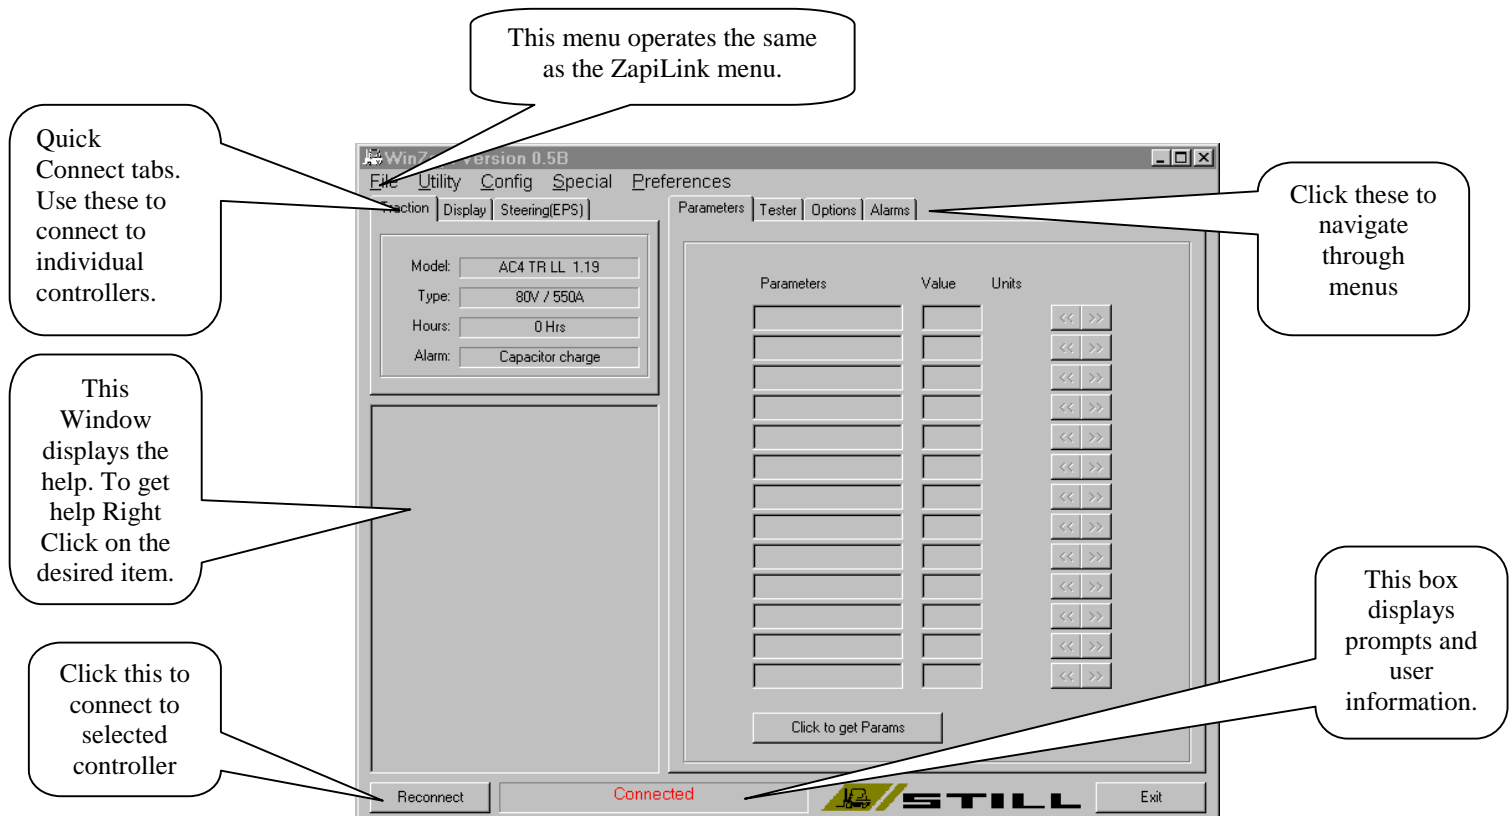 This menu operates the same
as the ZapiLink menu.
Quick
Connect tabs.
Use these to
connect to
individual
controllers.
Click these to
navigate
through
menus
This
Window
displays the
help. To get
help Right
Click on the
desired item.
Click this to
connect to
selected
controller
This box
displays
prompts and
user
information.
Version 0.5B
File Utility Config Special Preferences
Traction Display Steering(EPS)
Parameters Tester Options Alarms
Model: AC4 TR LL 1.19
Type: 80V / 550A
Hours: 0 Hrs
Alarm: Capacitor charge
Parameters Value Units
<< >>
<< >>
<< >>
<< >>
<< >>
<< >>
<< >>
<< >>
<< >>
<< >>
<< >>
<< >>
<< >>
Click to get Params
Reconnect
Connected
STILL
Exit